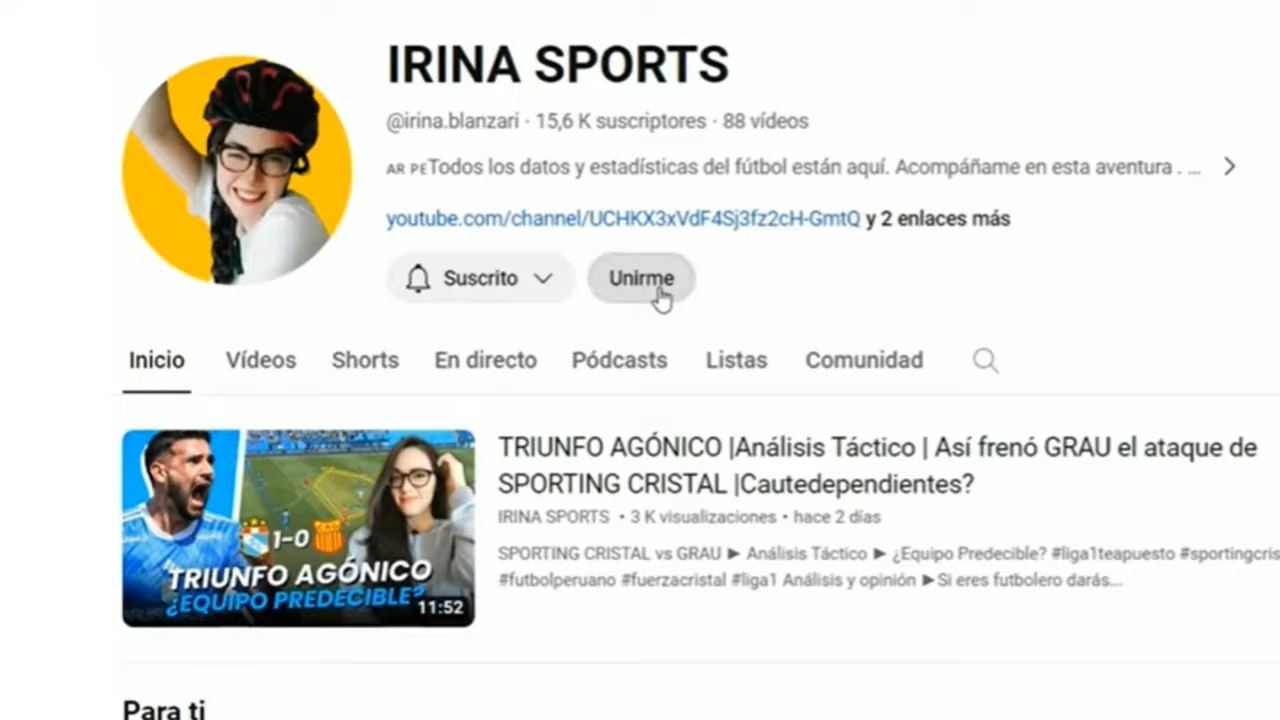 IRINA SPORTS
@irina.blanzari · 15,6 K suscriptores · 88 vídeos
AR PETodos los datos y estadísticas del fútbol están aquí. Acompáñame en esta aventura . ...
youtube.com/channel/UCHKX3xVdF4Sj3fz2cH-GmtQ y 2 enlaces más
Suscrito
Unirme
Inicio Vídeos Shorts En directo Pódcasts Listas Comunidad
TRIUNFO AGÓNICO |Análisis Táctico | Así frenó GRAU el ataque de
SPORTING CRISTAL |Cautedependientes?
IRINA SPORTS • 3 K visualizaciones • hace 2 días
SPORTING CRISTAL vs GRAU ► Análisis Táctico ► ¿Equipo Predecible? #liga1teapuesto #sportingcris
#futbolperuano #fuerzacristal #liga1 Análisis y opinión ►Si eres futbolero darás...
1-0
TRIUNFO AGÓNICO
¿EQUIPO PREDECIBLE?
11:52
Para ti